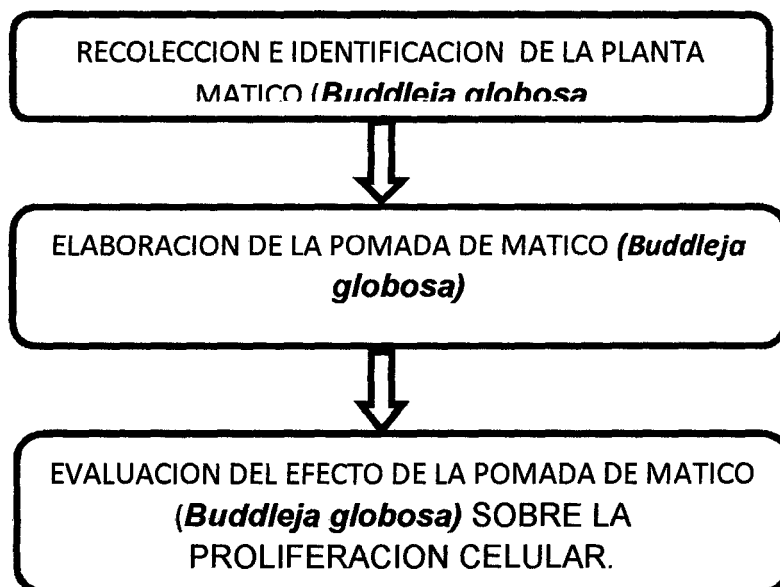 RECOLECCION E IDENTIFICACION DE LA PLANTA
MATICO (Buddleja globosa
ELABORACION DE LA POMADA DE MATICO (Buddleja
globosa)
EVALUACION DEL EFECTO DE LA POMADA DE MATICO
(Buddleja globosa) SOBRE LA
PROLIFERACION CELULAR.